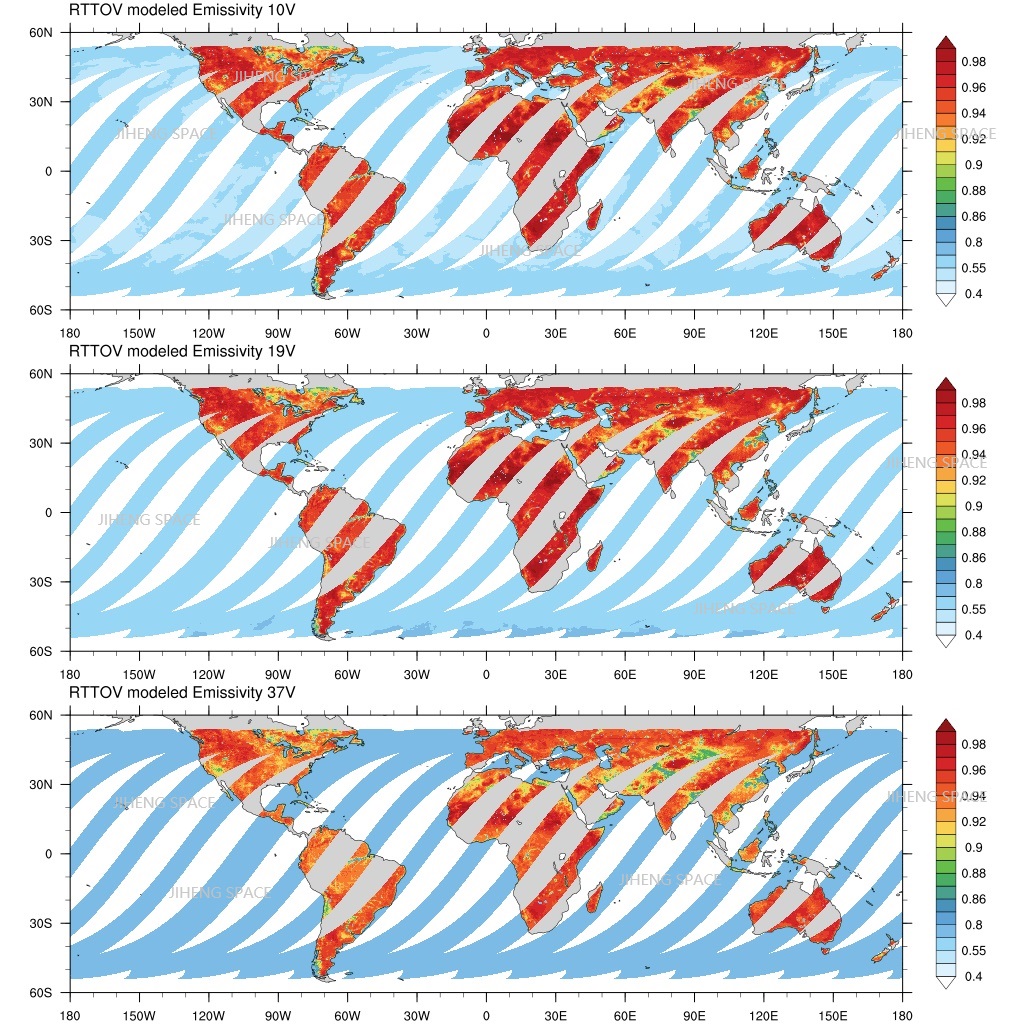 RTTOV modeled Emissivity 10V
60N
30N
0
30S
60S
180 150W 120W 90W 60W 30W 0 30E 60E 90E 120E 150E 180
0.98
0.96
0.94
0.92
0.9
0.88
0.86
0.8
0.55
0.4
JIHENG SPACE
JIHENG SPACE
JIHENG SPACE
JIHENG SPACE
JIHENG SPACE
JIHENG SPACE
RTTOV modeled Emissivity 19V
60N
30N
0
30S
60S
180 150W 120W 90W 60W 30W 0 30E 60E 90E 120E 150E 180
0.98
0.96
0.94
0.92
0.9
0.88
0.86
0.8
0.55
0.4
JIHENG SPACE
JIHENG SPACE
JIHENG SPACE
JIHENG SPACE
RTTOV modeled Emissivity 37V
60N
30N
0
30S
60S
180 150W 120W 90W 60W 30W 0 30E 60E 90E 120E 150E 180
0.98
0.96
0.94
0.92
0.9
0.88
0.86
0.8
0.55
0.4
JIHENG SPACE
JIHENG SPACE
JIHENG SPACE
JIHENG SPACE